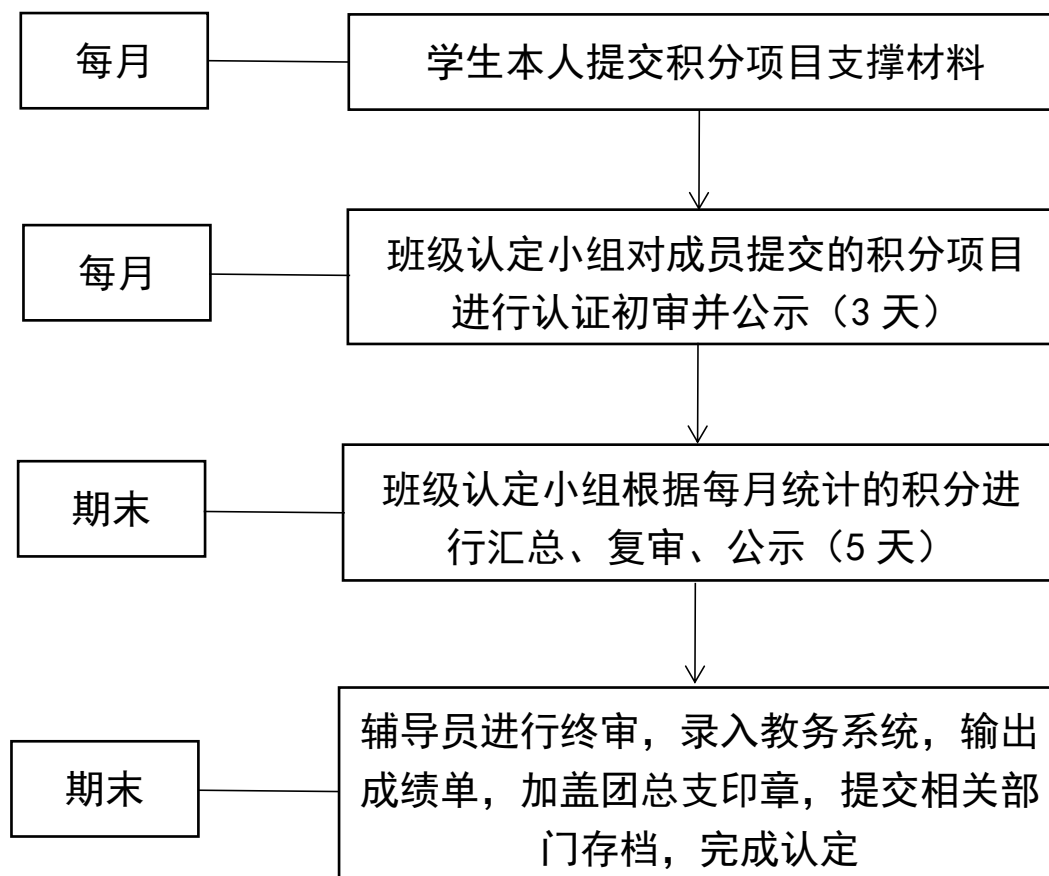 每月
学生本人提交积分项目支撑材料
每月
班级认定小组对成员提交的积分项目
进行认证初审并公示（3 天）
期末
班级认定小组根据每月统计的积分进
行汇总、复审、公示（5 天）
期末
辅导员进行终审，录入教务系统，输出
成绩单，加盖团总支印章，提交相关部
门存档，完成认定